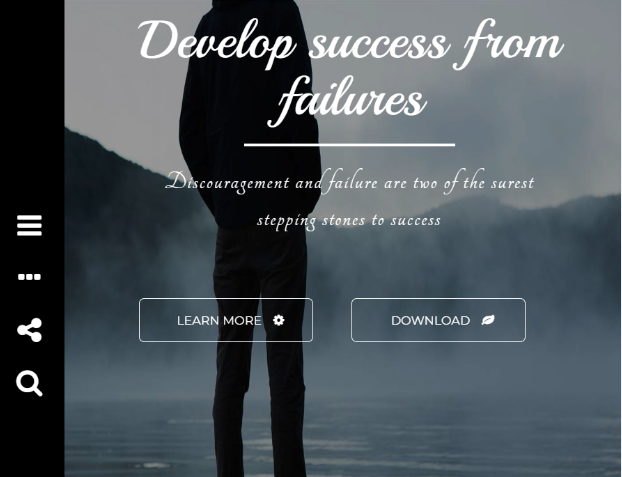 Develop success from
failures
Discouragement and failure are two of the surest
stepping stones to success
LEARN MORE
DOWNLOAD